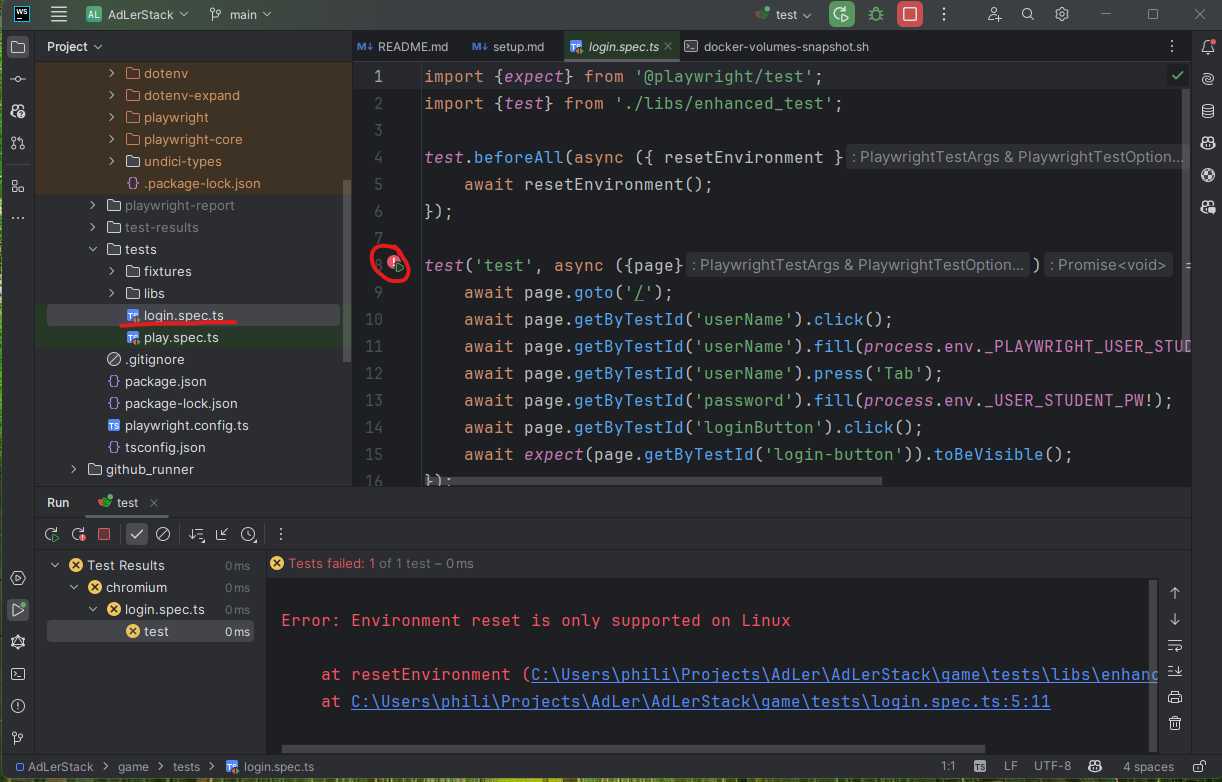 WS
AL AdLerStack
main
test
Project
README.md
setup.md
login.spec.ts
docker-volumes-snapshot.sh
dotenv
dotenv-expand
playwright
playwright-core
undici-types
{} .package-lock.json
playwright-report
test-results
tests
fixtures
libs
login.spec.ts
play.spec.ts
.gitignore
{} package.json
{} package-lock.json
TS playwright.config.ts
{} tsconfig.json
github_runner
1 import {expect} from '@playwright/test';
2 import {test} from './libs/enhanced_test';
3
4 test.beforeAll(async ({ resetEnvironment } : PlaywrightTestArgs & PlaywrightTestOption...
5 await resetEnvironment();
6 });
7
8 test('test', async ({page} : PlaywrightTestArgs & PlaywrightTestOption... ) : Promise<void> =
9 await page.goto('/');
10 await page.getByTestId('userName').click();
11 await page.getByTestId('userName').fill(process.env._PLAYWRIGHT_USER_STUD
12 await page.getByTestId('userName').press('Tab');
13 await page.getByTestId('password').fill(process.env._USER_STUDENT_PW!);
14 await page.getByTestId('loginButton').click();
15 await expect(page.getByTestId('login-button')).toBeVisible();
16 });
Run
test
Test Results 0 ms
chromium 0 ms
login.spec.ts 0 ms
test 0 ms
Tests failed: 1 of 1 test – 0 ms
Error: Environment reset is only supported on Linux
at resetEnvironment (C:\Users\phili\Projects\AdLer\AdLerStack\game\tests\libs\enhanc
at C:\Users\phili\Projects\AdLer\AdLerStack\game\tests\login.spec.ts:5:11
AdLerStack > game > tests > login.spec.ts
1:1
TS
LF
UTF-8
4 spaces